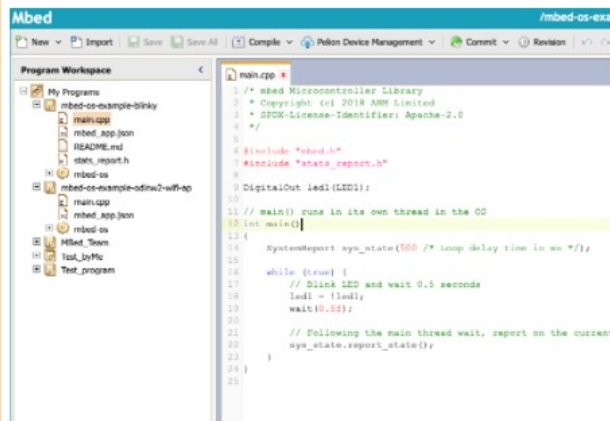 Mbed
/mbed-os-exa
New Import Save Save All Compile Pelion Device Management Commit Revision
Program Workspace
My Programs
mbed-os-example-blinky
main.cpp
mbed_app.json
README.md
stats_report.h
mbed-os
mbed-os-example-odinw2-wifi-ap
main.cpp
mbed_app.json
mbed-os
MBed_Team
Test_byMe
Test_program
main.cpp
1 /* mbed Microcontroller Library
2 * Copyright (c) 2018 ARM Limited
3 * SPDX-License-Identifier: Apache-2.0
4 */
5
6 #include "mbed.h"
7 #include "stats_report.h"
8
9 DigitalOut led1(LED1);
10
11 // main() runs in its own thread in the OS
12 int main()
13 {
14 SystemReport sys_state(500 /* Loop delay time in ms */);
15
16 while (true) {
17 // Blink LED and wait 0.5 seconds
18 led1 = !led1;
19 wait(0.5f);
20
21 // Following the main thread wait, report on the current
22 sys_state.report_state();
23 }
24 }
25